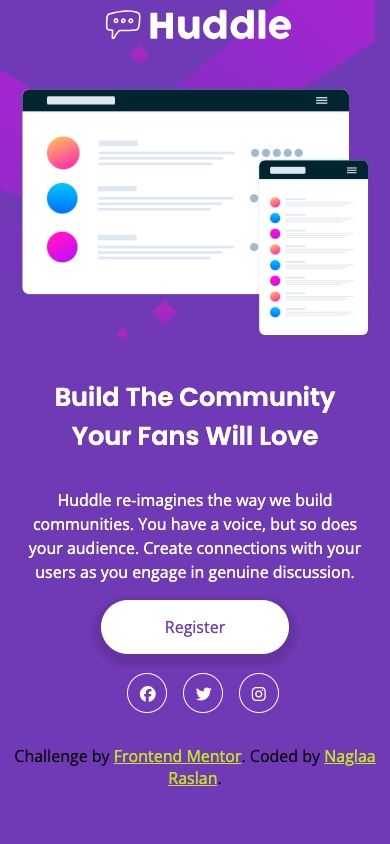 Huddle
Build The Community
Your Fans Will Love
Huddle re-imagines the way we build
communities. You have a voice, but so does
your audience. Create connections with your
users as you engage in genuine discussion.
Register
Challenge by Frontend Mentor. Coded by Naglaa
Raslan.